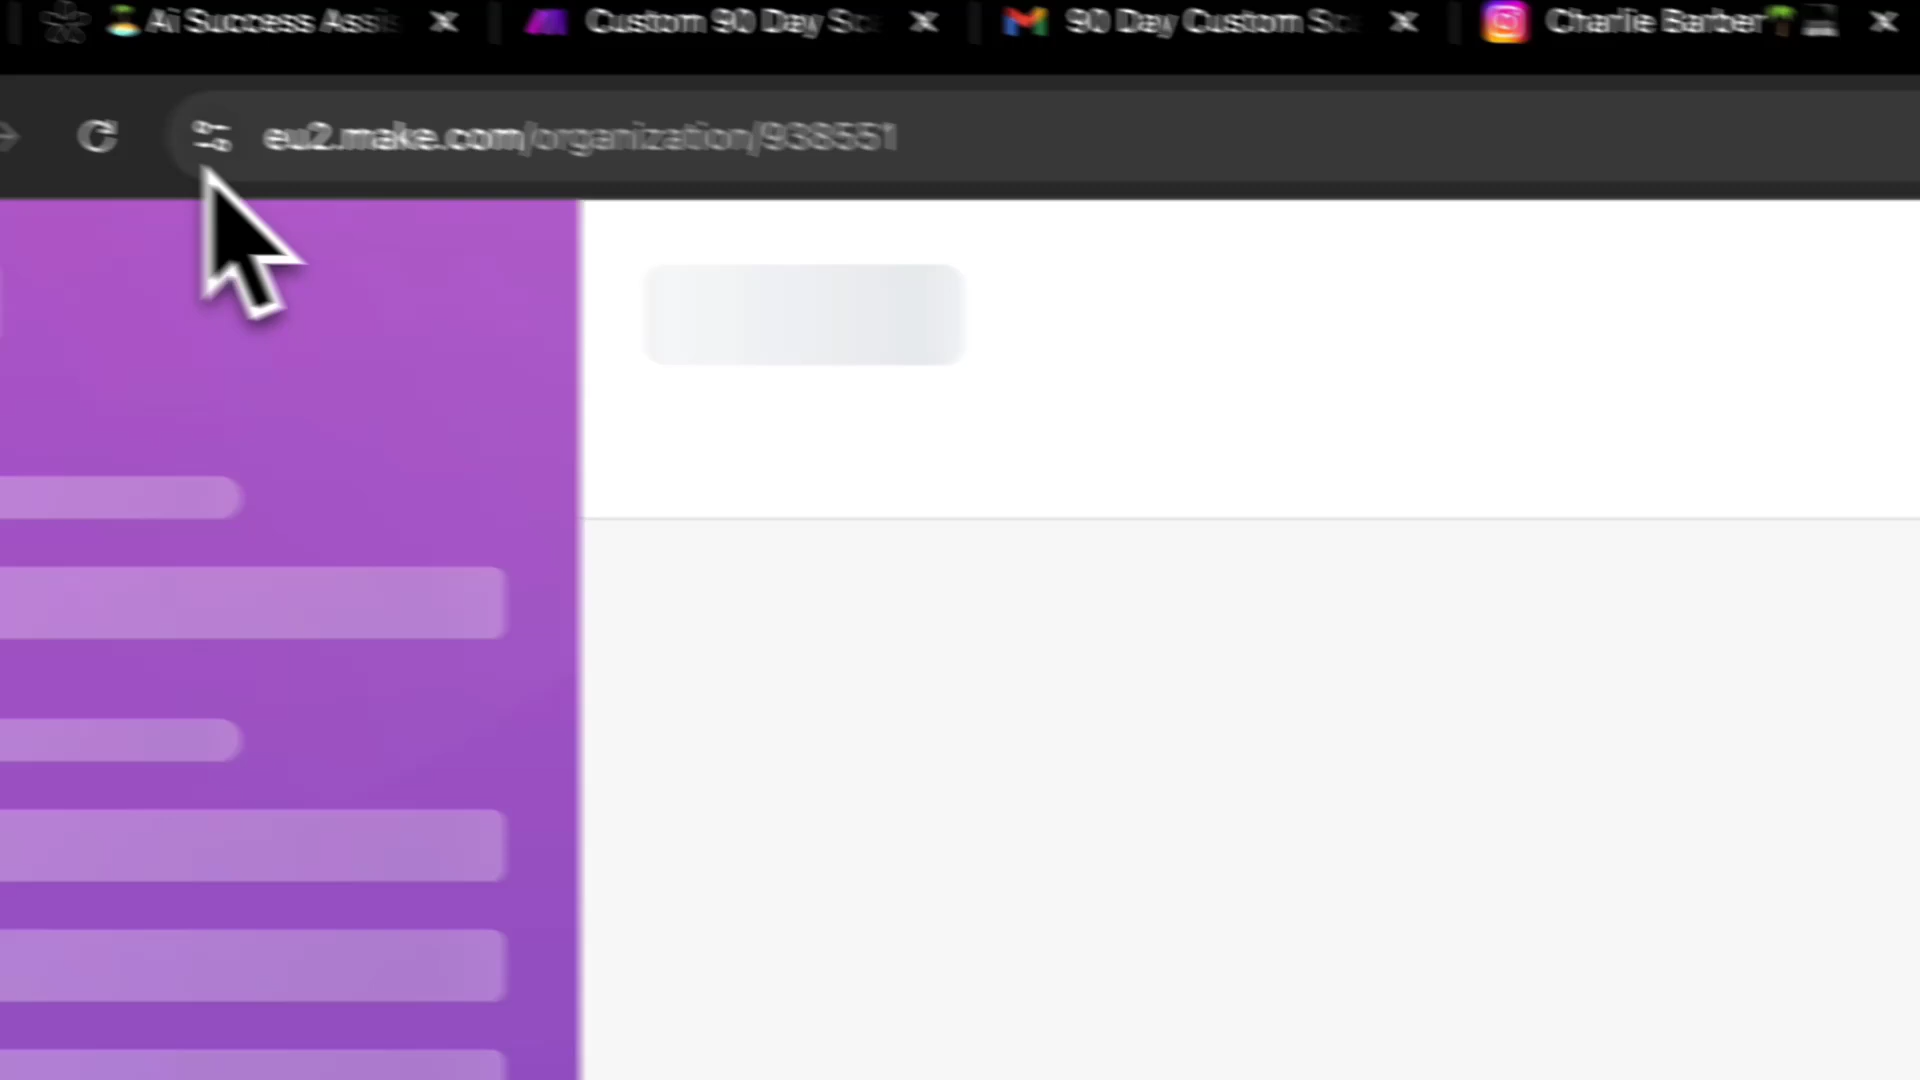 Ai Success Assis
Custom 90 Day Sc
90 Day Custom Sc
Charlie Barber
eu2.make.com/organization/938551